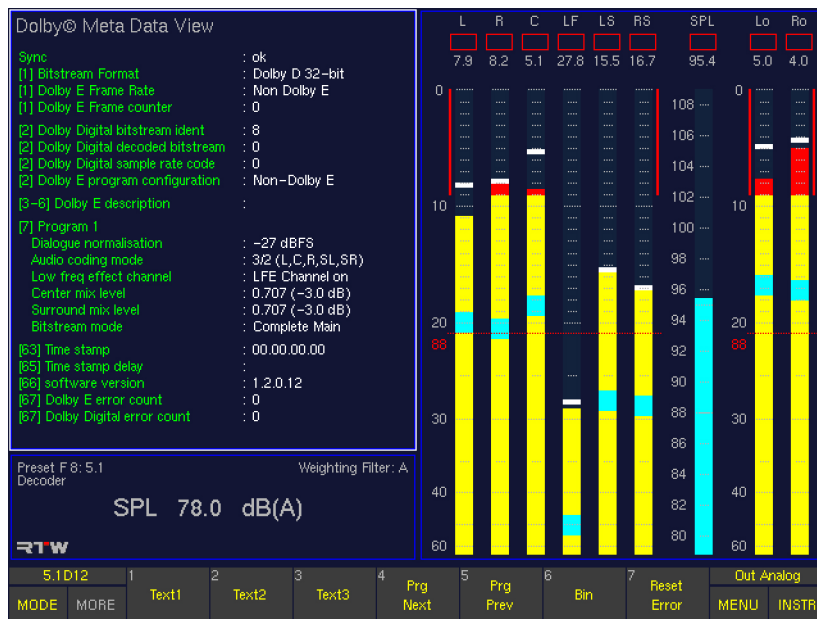 Dolby© Meta Data View
Sync : ok
[1] Bitstream Format : Dolby D 32-bit
[1] Dolby E Frame Rate : Non Dolby E
[1] Dolby E Frame counter : 0
[2] Dolby Digital bitstream ident : 8
[2] Dolby Digital decoded bitstream : 0
[2] Dolby Digital sample rate code : 0
[2] Dolby E program configuration : Non-Dolby E
[3-6] Dolby E description :
[7] Program 1
Dialogue normalisation : -27 dBFS
Audio coding mode : 3/2 (L,C,R,SL,SR)
Low freq effect channel : LFE Channel on
Center mix level : 0.707 (-3.0 dB)
Surround mix level : 0.707 (-3.0 dB)
Bitstream mode : Complete Main
[63] Time stamp : 00.00.00.00
[65] Time stamp delay :
[66] software version : 1.2.0.12
[67] Dolby E error count : 0
[67] Dolby Digital error count : 0
Preset F 8: 5.1 Weighting Filter: A
Decoder
SPL 78.0 dB(A)
RTW
L R C LF LS RS SPL Lo Ro
7.9 8.2 5.1 27.8 15.5 16.7 95.4 5.0 4.0
0 0
108
106
104
102
10 10
100
98
96
20 94 20
88 88
92
90
30 88 30
86
84
40 40
82
80
60 60
5.1D12 1 2 3 4 5 6 7 Out Analog
Text1 Text2 Text3 Prg Next Prg Prev Bin Reset Error
MODE MORE MENU INSTR